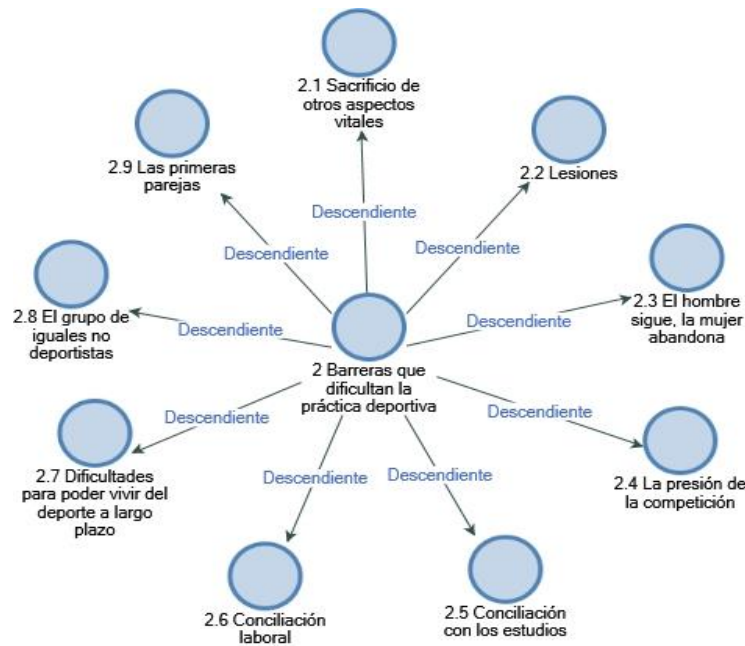 2.1 Sacrificio de
otros aspectos
vitales
2.9 Las primeras
parejas
2.2 Lesiones
Descendiente
Descendiente
Descendiente
2.8 El grupo de
iguales no
deportistas
Descendiente
Descendiente
2.3 El hombre
sigue, la mujer
abandona
2 Barreras que
dificultan la
práctica deportiva
Descendiente
Descendiente
2.7 Dificultades
para poder vivir del
deporte a largo
plazo
2.4 La presión de
la competición
Descendiente
Descendiente
2.6 Conciliación
laboral
2.5 Conciliación
con los estudios